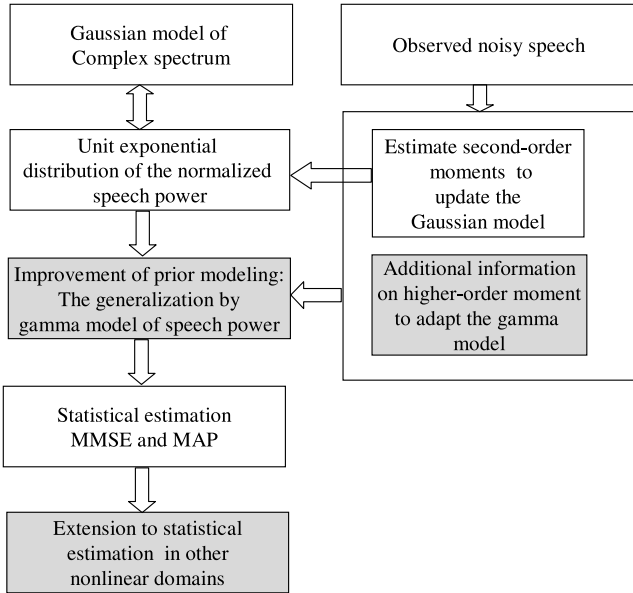 Gaussian model of
Complex spectrum
Observed noisy speech
Unit exponential
distribution of the normalized
speech power
Estimate second-order
moments to
update the
Gaussian model
Improvement of prior modeling:
The generalization by
gamma model of speech power
Additional information
on higher-order moment
to adapt the gamma
model
Statistical estimation
MMSE and MAP
Extension to statistical
estimation in other
nonlinear domains